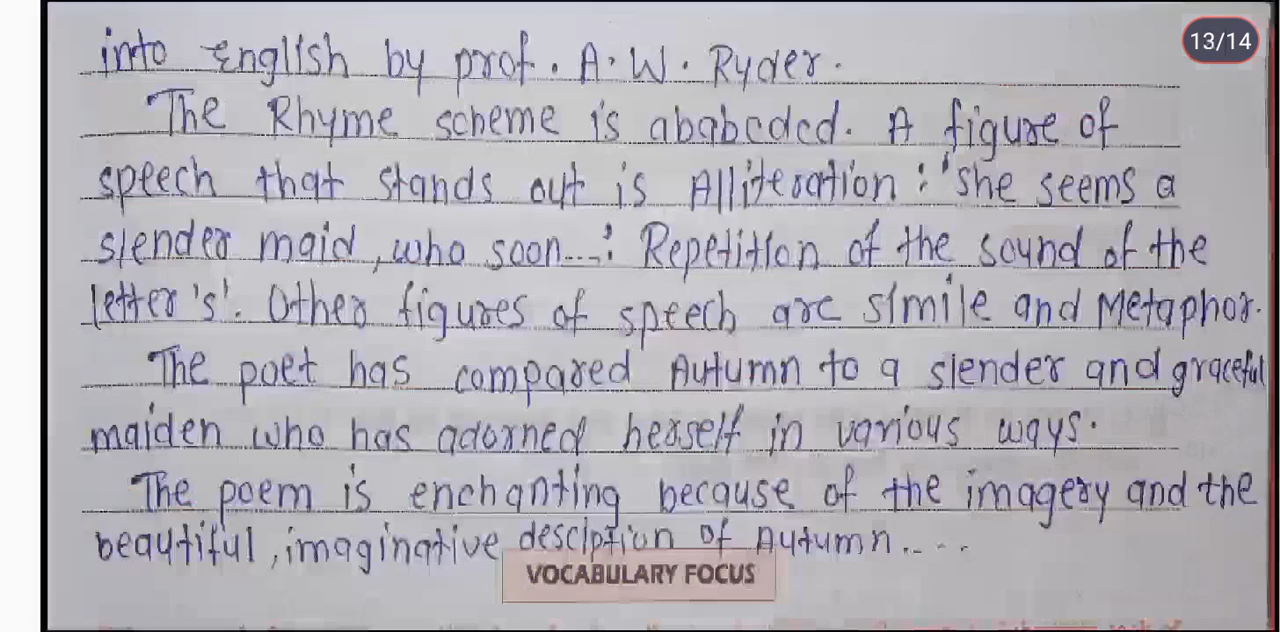 13/14
into English by prof. A. W. Ryder.
The Rhyme scheme is ababcdcd. A figure of
speech that stands out is Alliteration : 'she seems a
slender maid, who soon...: Repetition of the sound of the
letter 's'. Other figures of speech are simile and Metaphor.
The poet has compared Autumn to a slender and graceful
maiden who has adorned herself in various ways.
The poem is enchanting because of the imagery and the
beautiful, imaginative desciption of Autumn....
VOCABULARY FOCUS